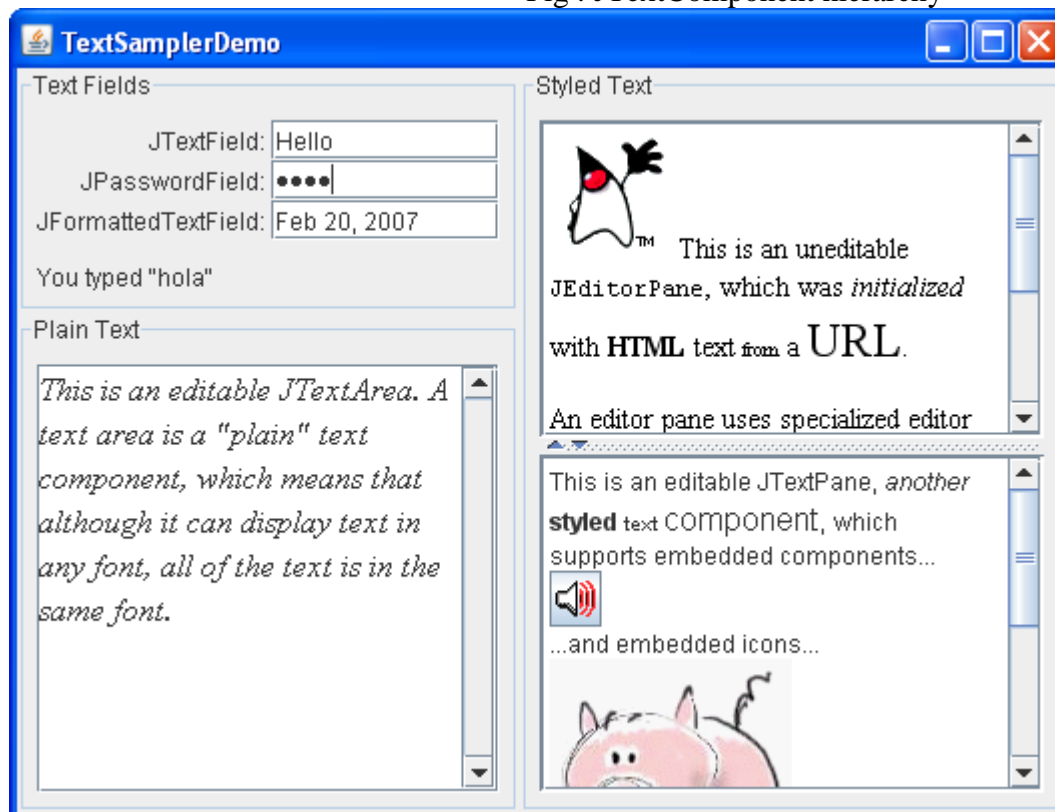 Fig : JTextComponent hierarchy
TextSamplerDemo
Text Fields
JTextField: Hello
JPasswordField: ••••
JFormattedTextField: Feb 20, 2007
You typed "hola"
Plain Text
This is an editable JTextArea. A
text area is a "plain" text
component, which means that
although it can display text in
any font, all of the text is in the
same font.
Styled Text
TM This is an uneditable
JEditorPane, which was initialized
with HTML text from a URL.
An editor pane uses specialized editor
This is an editable JTextPane, another
styled text component, which
supports embedded components...
...and embedded icons...